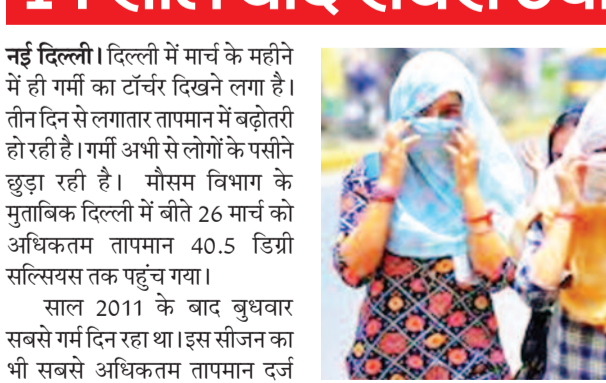 नई दिल्ली। दिल्ली में मार्च के महीने
में ही गर्मी का टॉर्चर दिखने लगा है।
तीन दिन से लगातार तापमान में बढ़ोतरी
हो रही है। गर्मी अभी से लोगों के पसीने
छुड़ा रही है। मौसम विभाग के
मुताबिक दिल्ली में बीते 26 मार्च को
अधिकतम तापमान 40.5 डिग्री
सल्सियस तक पहुंच गया।
साल 2011 के बाद बुधवार
सबसे गर्म दिन रहा था। इस सीजन का
भी सबसे अधिकतम तापमान दर्ज